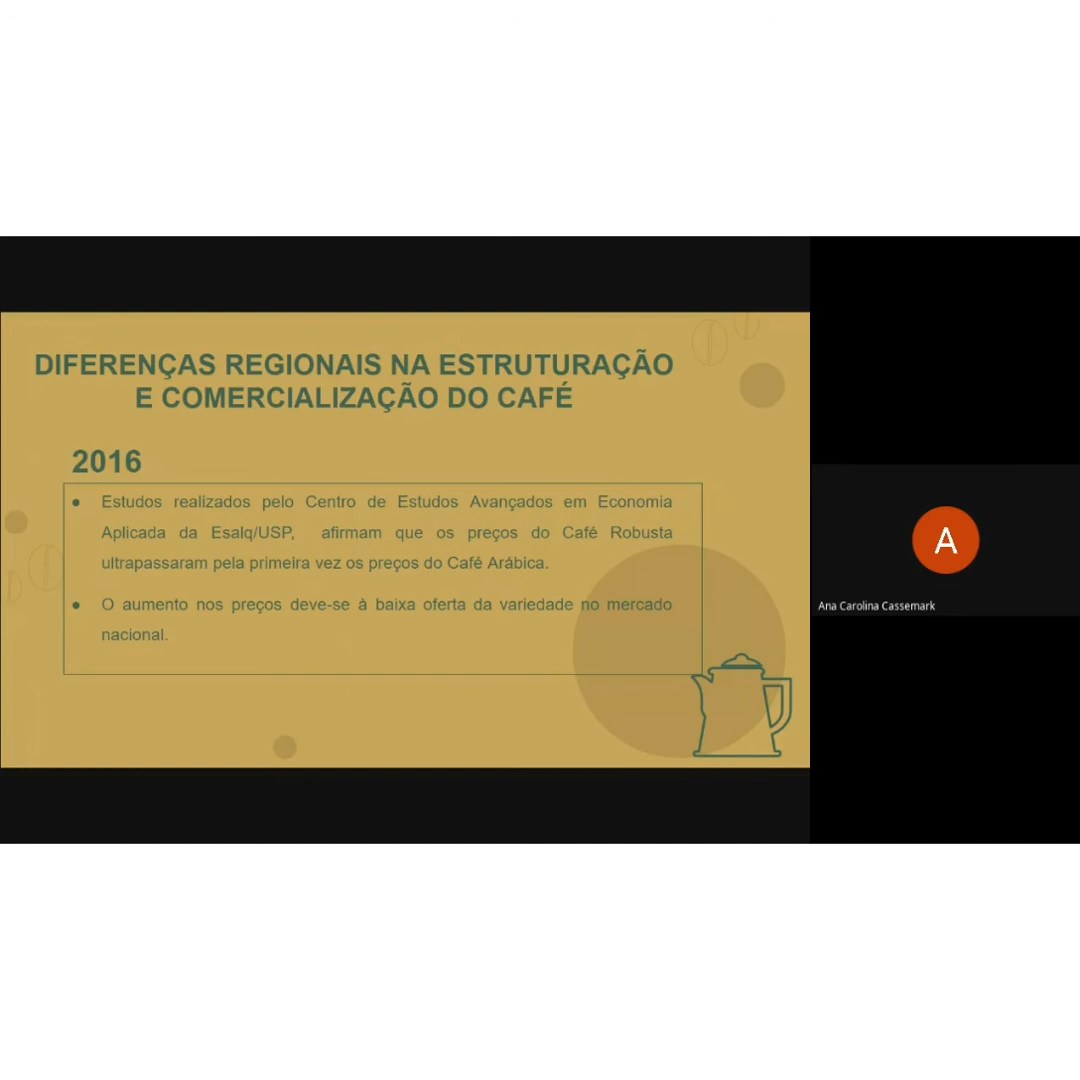 DIFERENÇAS REGIONAIS NA ESTRUTURAÇÃO
E COMERCIALIZAÇÃO DO CAFÉ
2016
● Estudos realizados pelo Centro de Estudos Avançados em Economia
Aplicada da Esalq/USP, afirmam que os preços do Café Robusta
ultrapassaram pela primeira vez os preços do Café Arábica.
● O aumento nos preços deve-se à baixa oferta da variedade no mercado
nacional.
A
Ana Carolina Cassemark